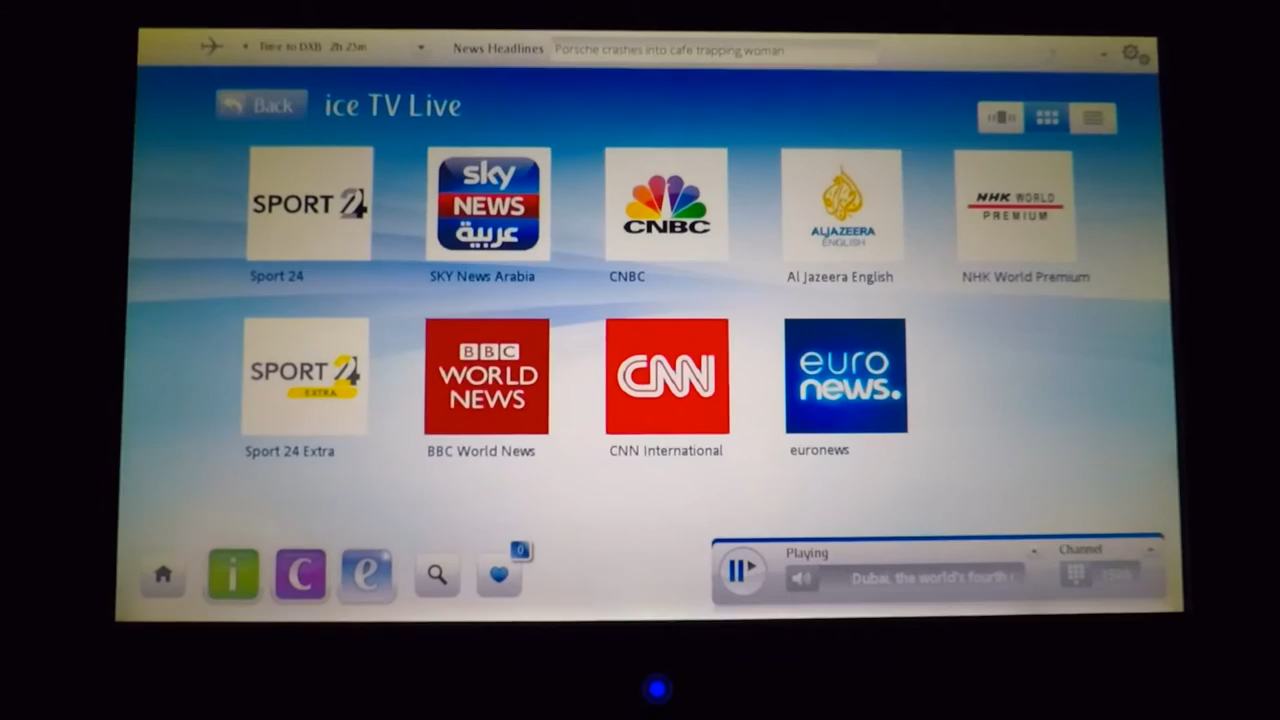 Time to DXB 2h 23m
News Headlines Porsche crashes into cafe trapping woman
Back
ice TV Live
SPORT 24
sky
NEWS
عربية
CNBC
ALJAZEERA
ENGLISH
NHK WORLD
PREMIUM
Sport 24
SKY News Arabia
CNBC
Al Jazeera English
NHK World Premium
SPORT 24
EXTRA
BBC
WORLD
NEWS
CNN
euro
news.
Sport 24 Extra
BBC World News
CNN International
euronews
0
i
c
e
Playing
Channel
Dubai, the world's fourth